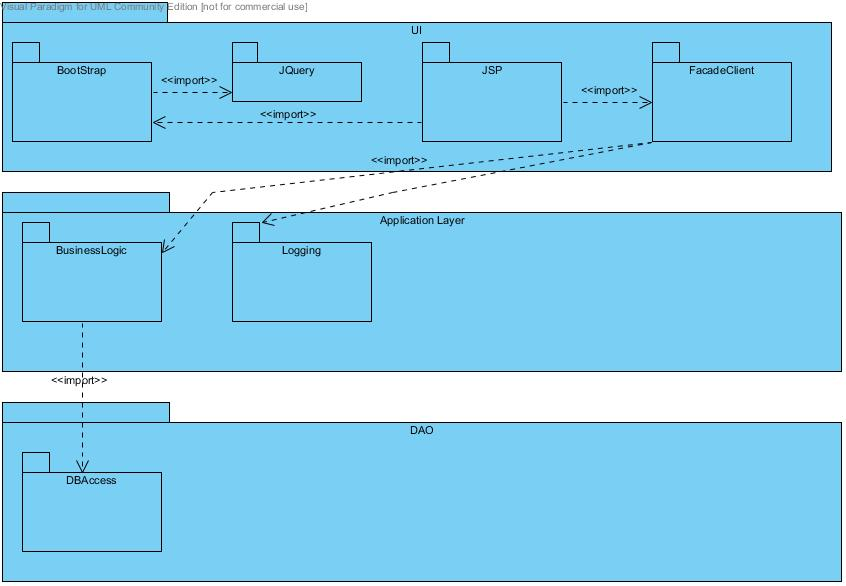 Visual Paradigm for UML Community Edition [not for commercial use]
UI
BootStrap
<<import>>
JQuery
JSP
<<import>>
FacadeClient
<<import>>
<<import>>
Application Layer
BusinessLogic
Logging
<<import>>
DAO
DBAccess